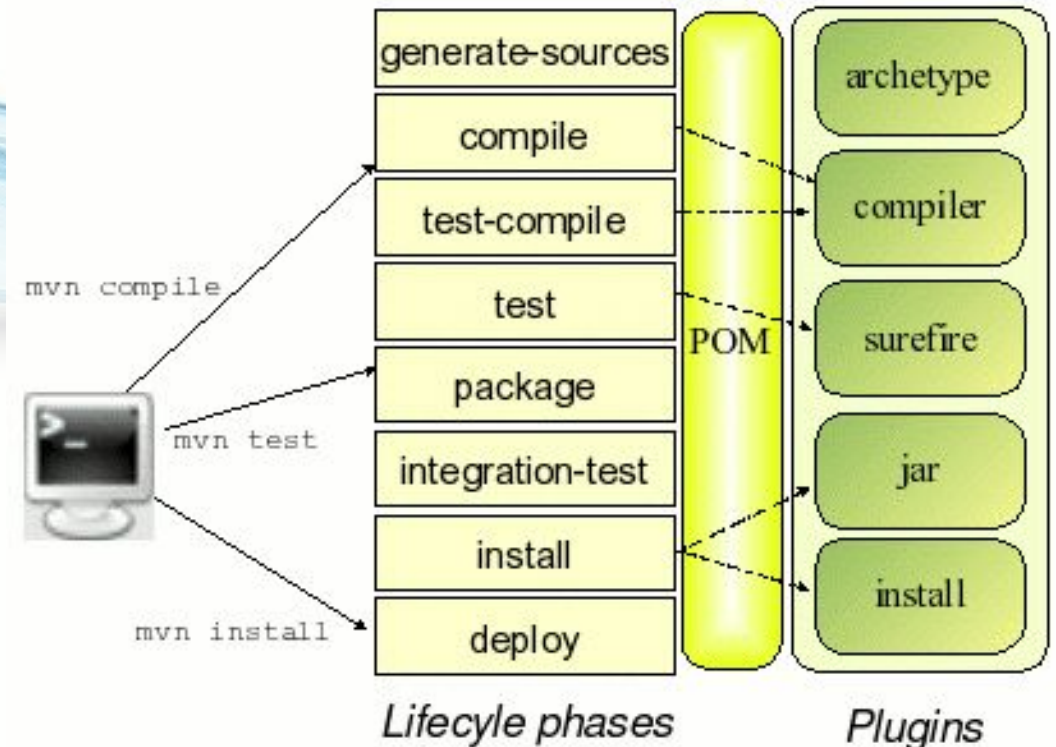 generate-sources
compile
test-compile
test
package
integration-test
install
deploy
mvn compile
mvn test
mvn install
>_
POM
archetype
compiler
surefire
jar
install
Lifecyle phases
Plugins